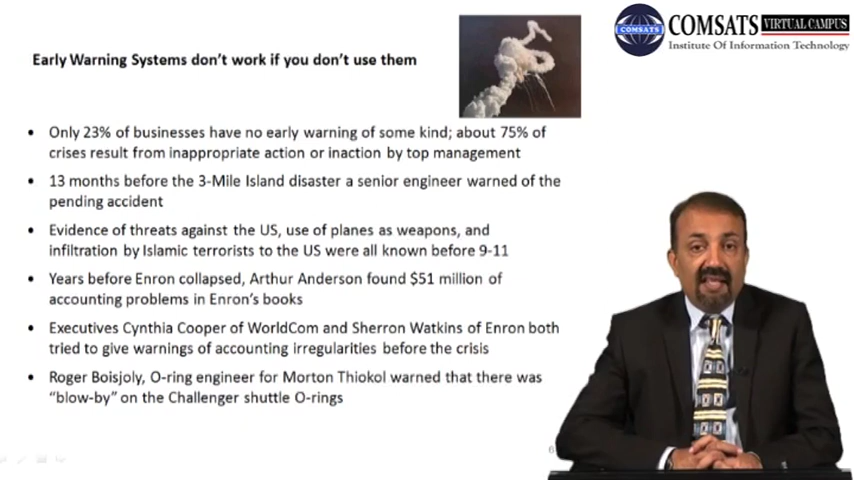 COMSATS VIRTUAL CAMPUS
COMSATS
Institute Of Information Technology
Early Warning Systems don't work if you don't use them
• Only 23% of businesses have no early warning of some kind; about 75% of
crises result from inappropriate action or inaction by top management
• 13 months before the 3-Mile Island disaster a senior engineer warned of the
pending accident
• Evidence of threats against the US, use of planes as weapons, and
infiltration by Islamic terrorists to the US were all known before 9-11
• Years before Enron collapsed, Arthur Anderson found $51 million of
accounting problems in Enron's books
• Executives Cynthia Cooper of WorldCom and Sherron Watkins of Enron both
tried to give warnings of accounting irregularities before the crisis
• Roger Boisjoly, O-ring engineer for Morton Thiokol warned that there was
"blow-by" on the Challenger shuttle O-rings
6